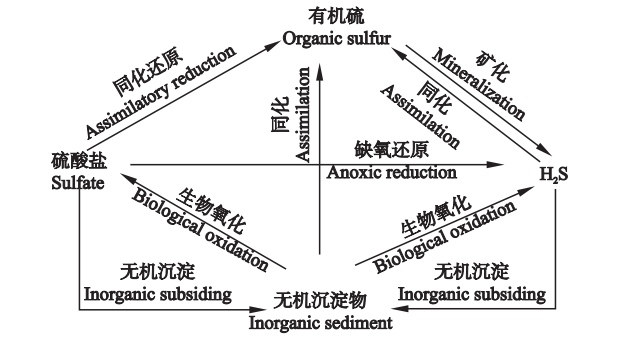 有机硫
Organic sulfur
同化还原
Assimilatory reduction
矿化
Mineralization
同化
Assimilation
同化
Assimilation
硫酸盐
Sulfate
缺氧还原
Anoxic reduction
H₂S
生物氧化
Biological oxidation
生物氧化
Biological oxidation
无机沉淀
Inorganic subsiding
无机沉淀物
Inorganic sediment
无机沉淀
Inorganic subsiding